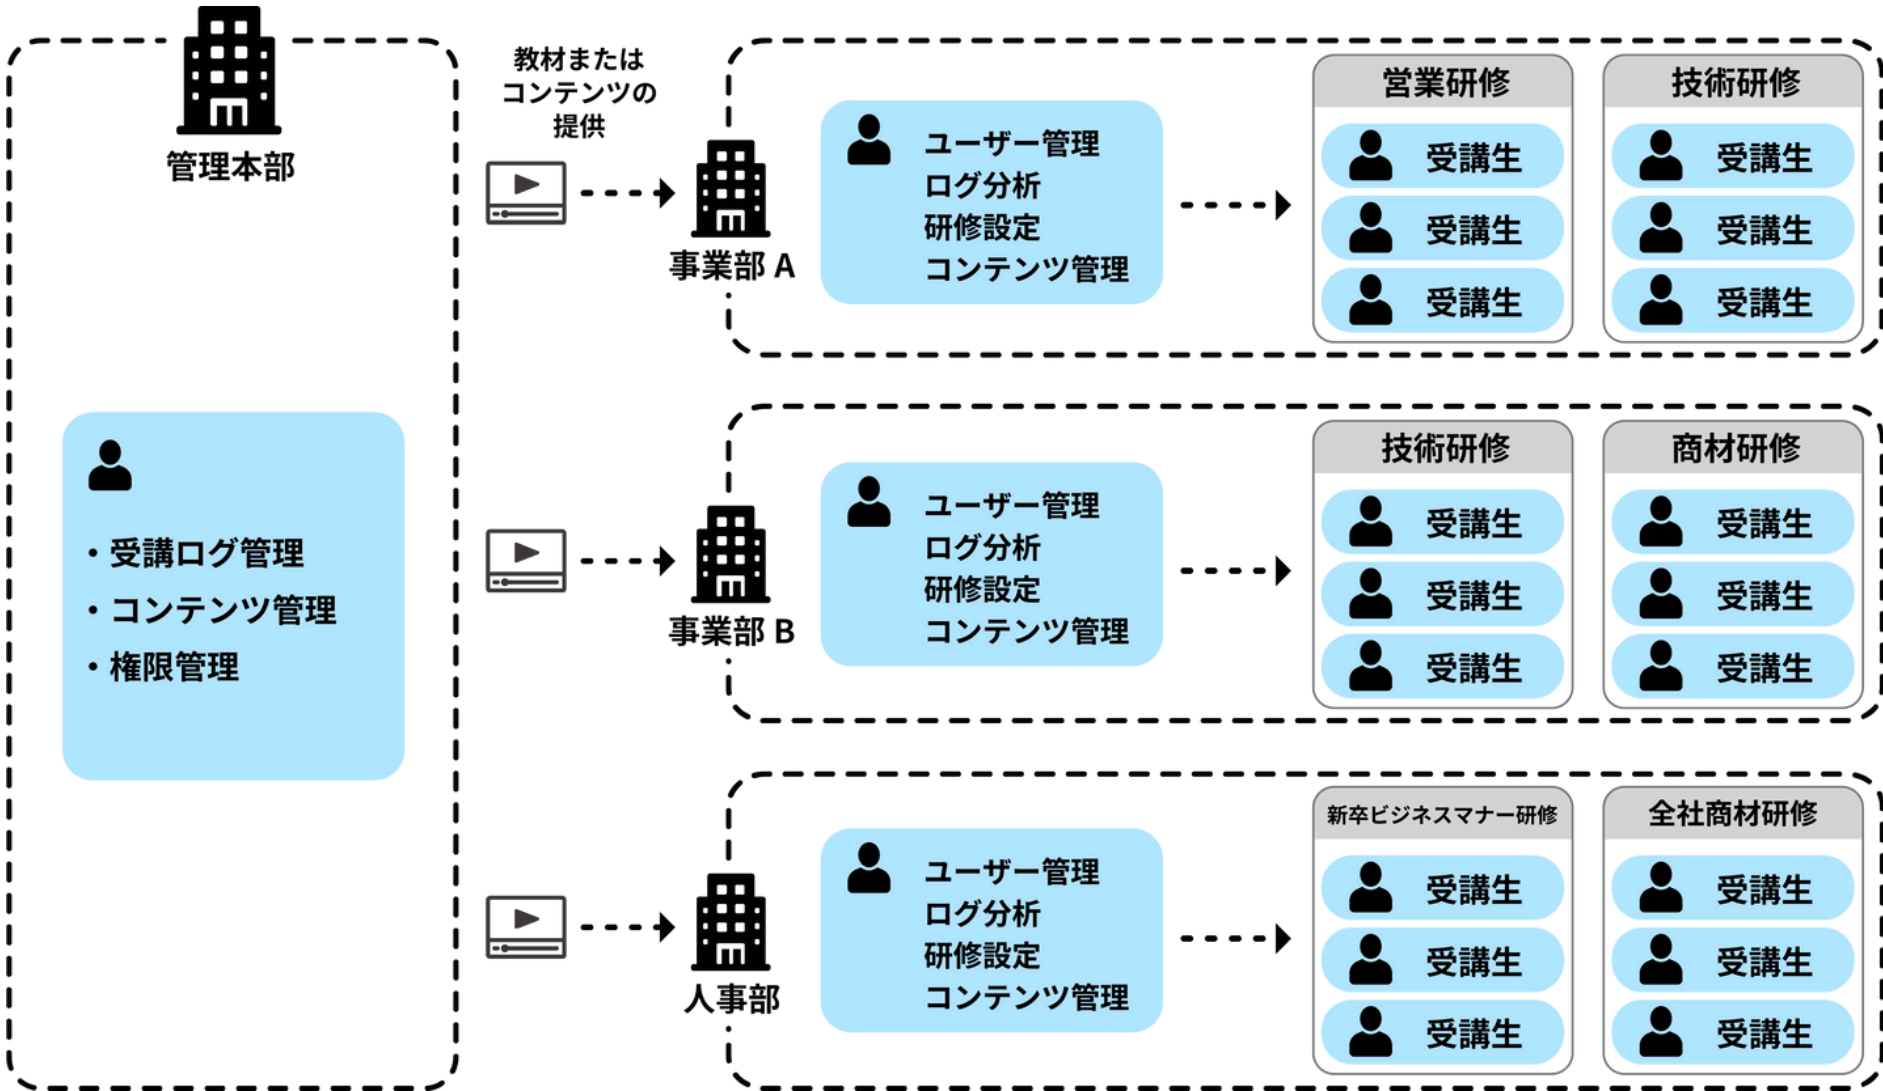 管理本部
・受講ログ管理
・コンテンツ管理
・権限管理
教材または
コンテンツの
提供
事業部 A
ユーザー管理
ログ分析
研修設定
コンテンツ管理
営業研修
受講生
受講生
受講生
技術研修
受講生
受講生
受講生
事業部 B
ユーザー管理
ログ分析
研修設定
コンテンツ管理
技術研修
受講生
受講生
受講生
商材研修
受講生
受講生
受講生
人事部
ユーザー管理
ログ分析
研修設定
コンテンツ管理
新卒ビジネスマナー研修
受講生
受講生
受講生
全社商材研修
受講生
受講生
受講生